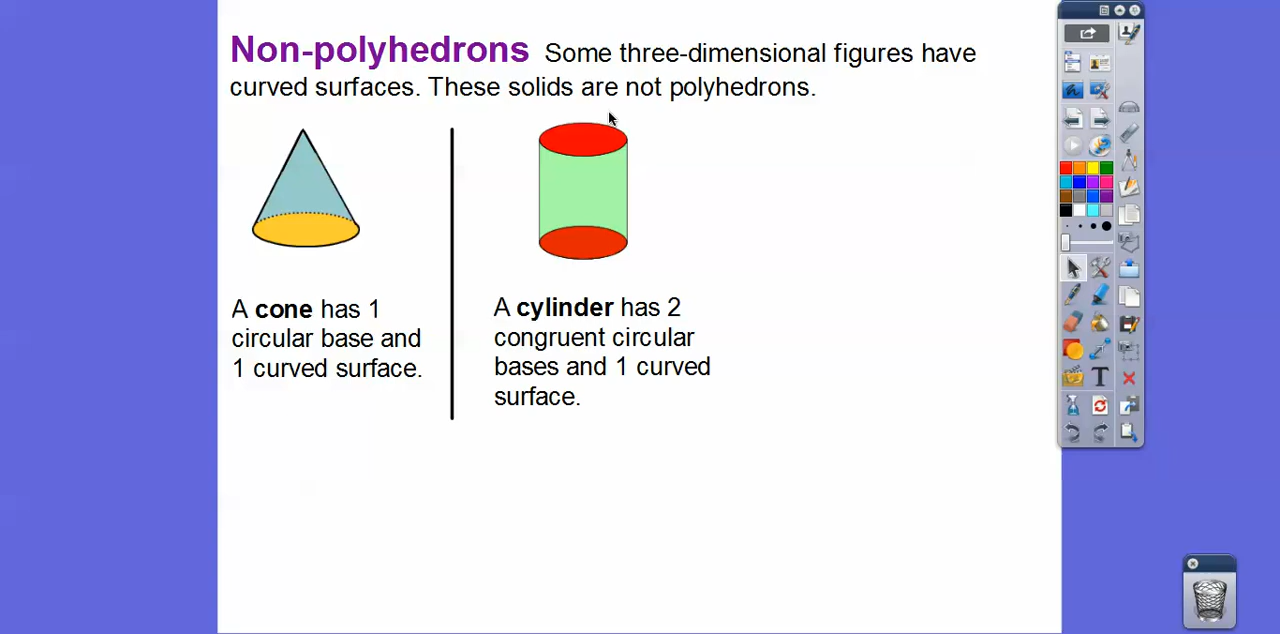 Non-polyhedrons Some three-dimensional figures have
curved surfaces. These solids are not polyhedrons.
A cone has 1
circular base and
1 curved surface.
A cylinder has 2
congruent circular
bases and 1 curved
surface.